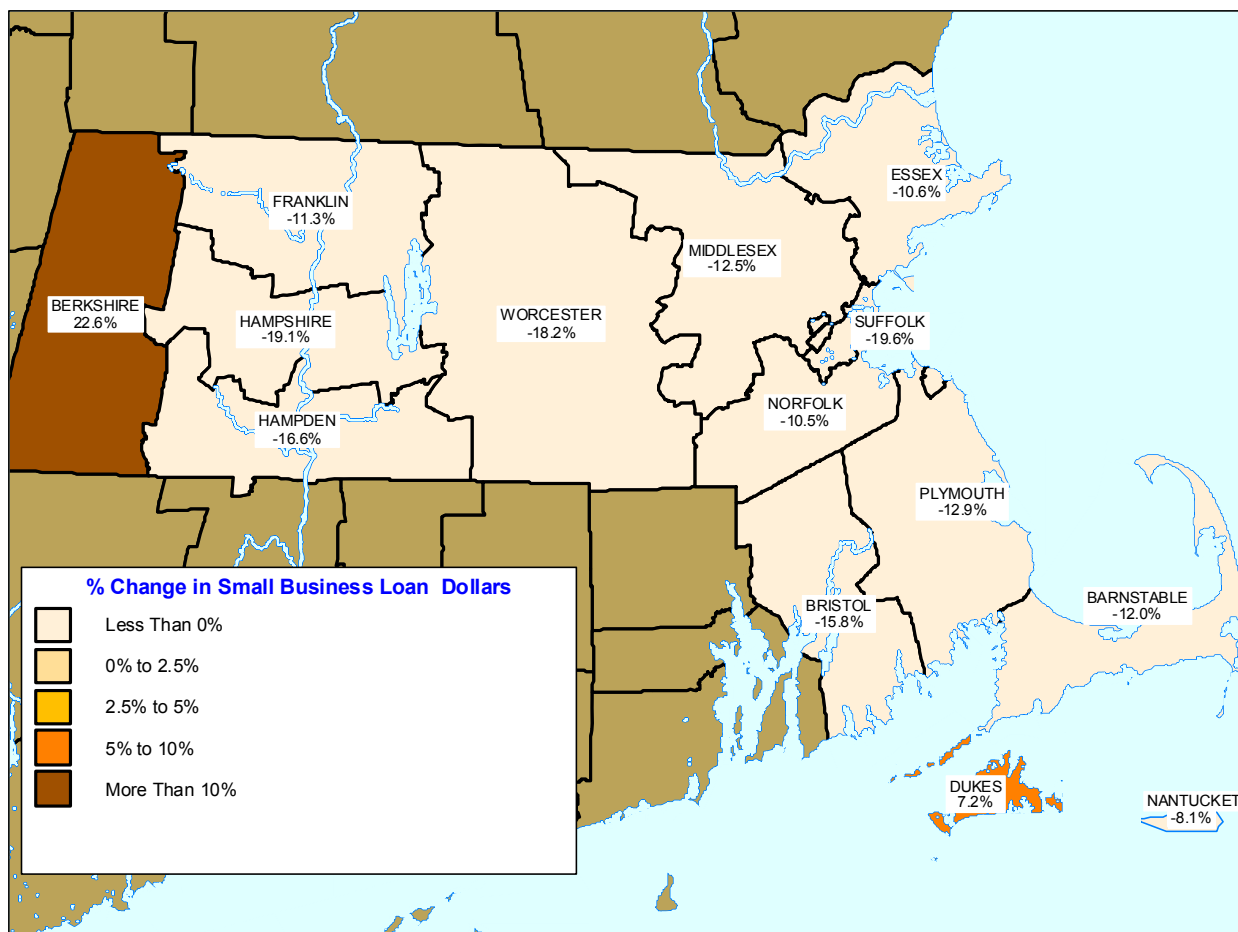 ESSEX
-10.6%
FRANKLIN
-11.3%
MIDDLESEX
-12.5%
BERKSHIRE
22.6%
HAMPSHIRE
-19.1%
WORCESTER
-18.2%
SUFFOLK
-19.6%
NORFOLK
-10.5%
HAMPDEN
-16.6%
PLYMOUTH
-12.9%
BARNSTABLE
-12.0%
BRISTOL
-15.8%
DUKES
7.2%
NANTUCKET
-8.1%
% Change in Small Business Loan Dollars
Less Than 0%
0% to 2.5%
2.5% to 5%
5% to 10%
More Than 10%